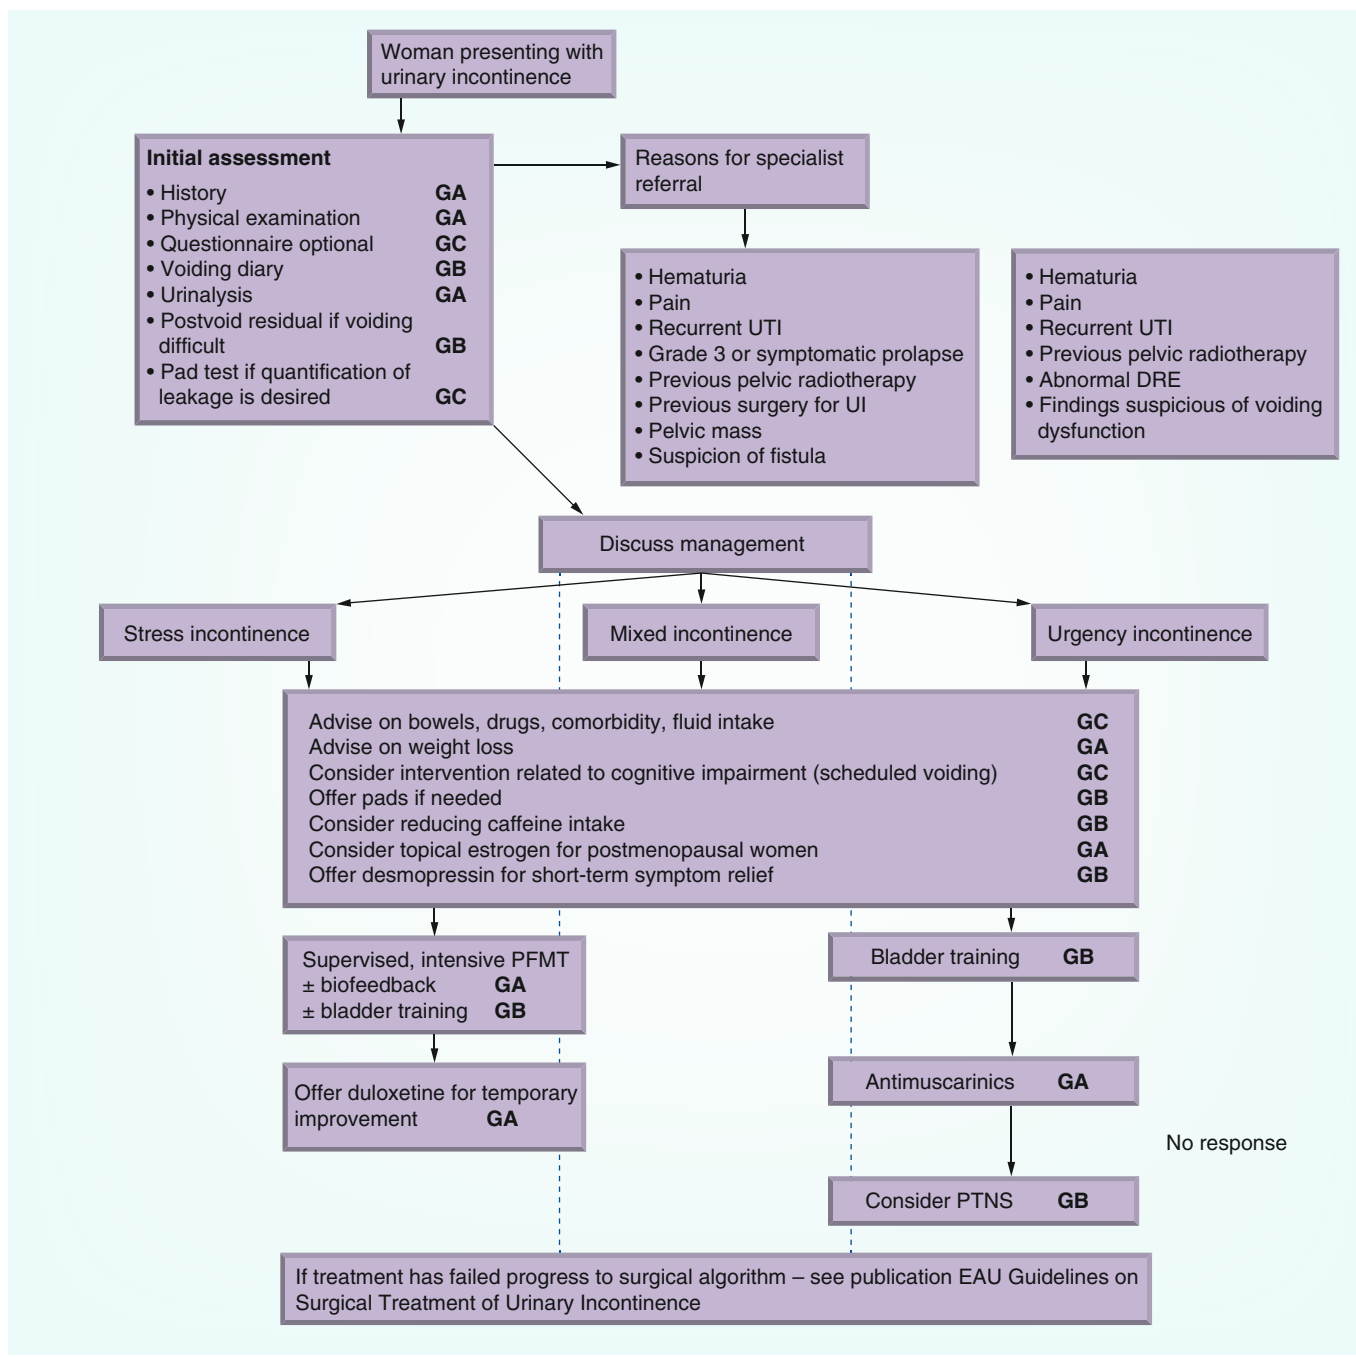 Woman presenting with
urinary incontinence
Initial assessment
• History GA
• Physical examination GA
• Questionnaire optional GC
• Voiding diary GB
• Urinalysis GA
• Postvoid residual if voiding
difficult GB
• Pad test if quantification of
leakage is desired GC
Reasons for specialist
referral
• Hematuria
• Pain
• Recurrent UTI
• Grade 3 or symptomatic prolapse
• Previous pelvic radiotherapy
• Previous surgery for UI
• Pelvic mass
• Suspicion of fistula
• Hematuria
• Pain
• Recurrent UTI
• Previous pelvic radiotherapy
• Abnormal DRE
• Findings suspicious of voiding
dysfunction
Discuss management
Stress incontinence
Mixed incontinence
Urgency incontinence
Advise on bowels, drugs, comorbidity, fluid intake GC
Advise on weight loss GA
Consider intervention related to cognitive impairment (scheduled voiding) GC
Offer pads if needed GB
Consider reducing caffeine intake GB
Consider topical estrogen for postmenopausal women GA
Offer desmopressin for short-term symptom relief GB
Supervised, intensive PFMT
± biofeedback GA
± bladder training GB
Offer duloxetine for temporary
improvement GA
Bladder training GB
Antimuscarinics GA
No response
Consider PTNS GB
If treatment has failed progress to surgical algorithm – see publication EAU Guidelines on
Surgical Treatment of Urinary Incontinence